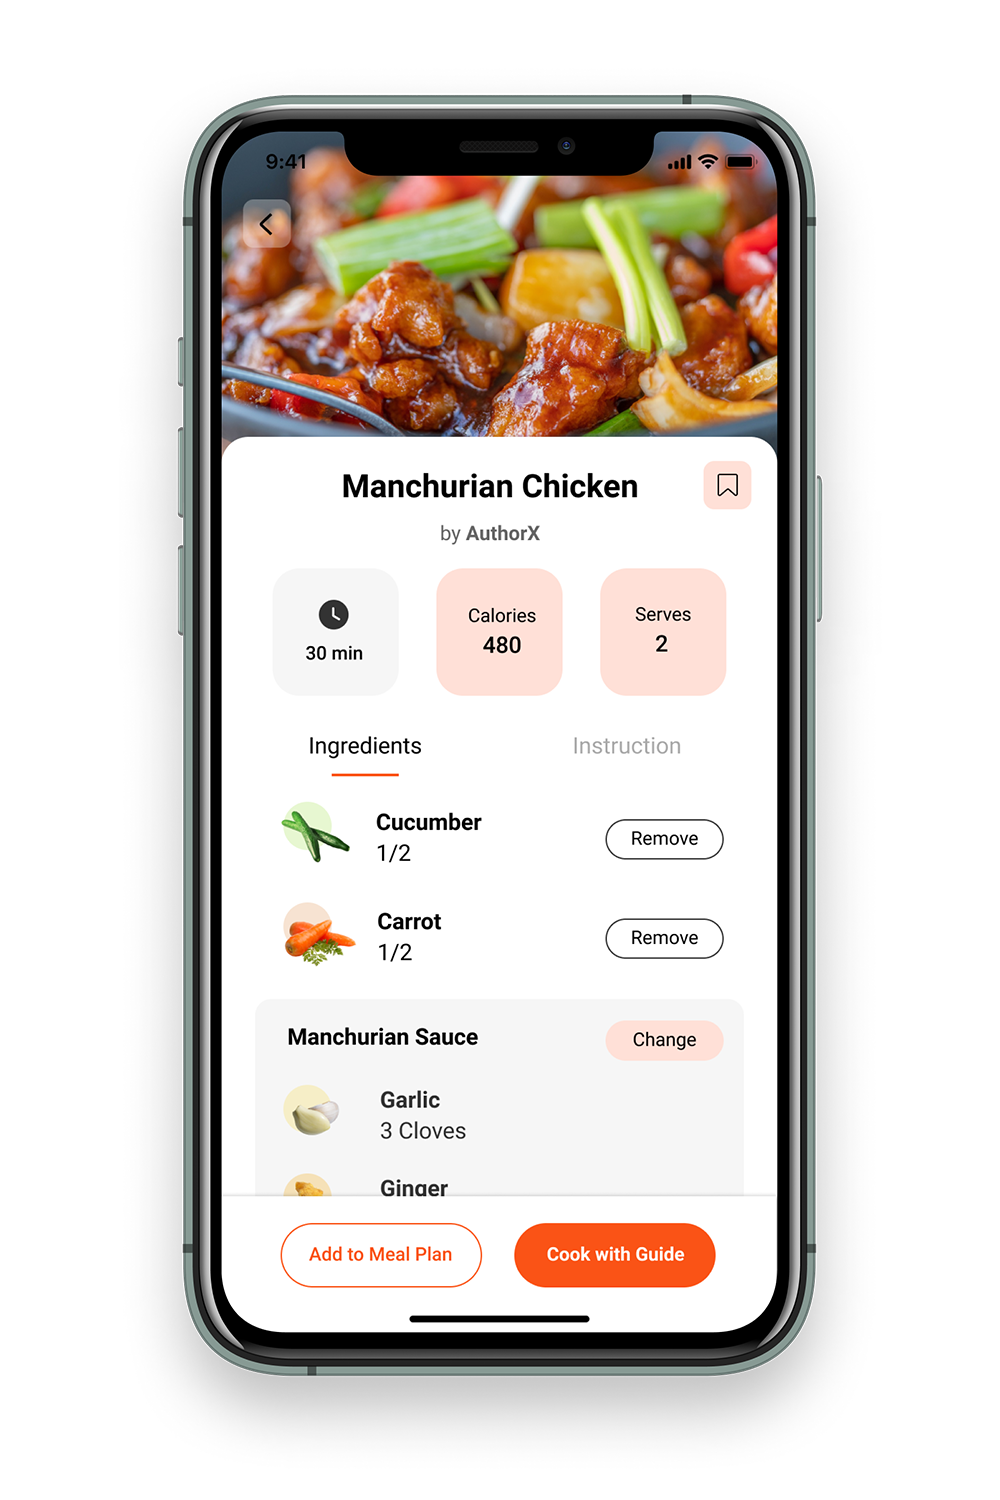 9:41
Manchurian Chicken
by AuthorX
30 min
Calories
480
Serves
2
Ingredients
Instruction
Cucumber
1/2
Remove
Carrot
1/2
Remove
Manchurian Sauce
Change
Garlic
3 Cloves
Ginger
Add to Meal Plan
Cook with Guide